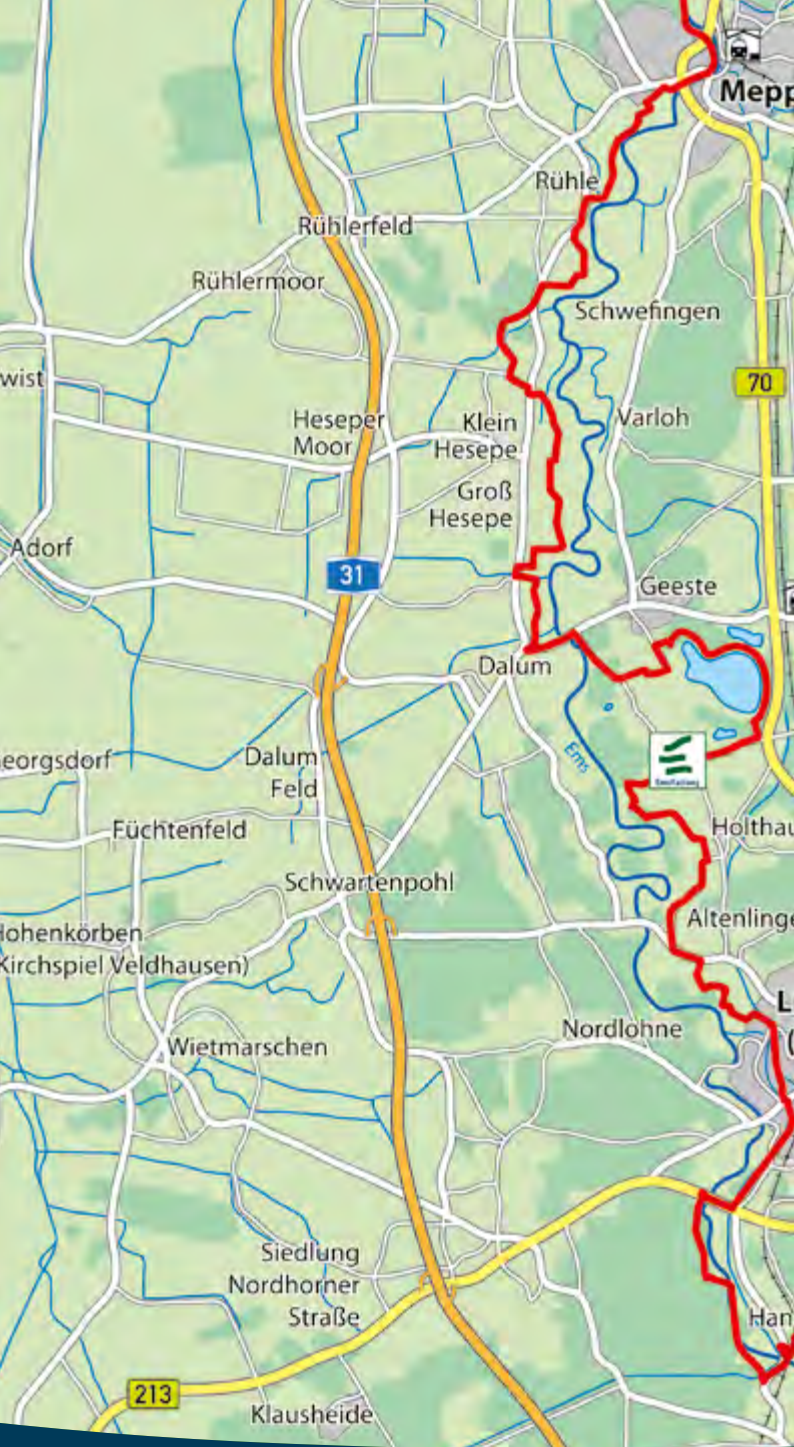 Mepp
Rühle
Rühlerfeld
Rühlermoor
Schwefingen
wist
70
Heseper
Moor
Klein
Hesepe
Varloh
Groß
Hesepe
Adorf
31
Geeste
Dalum
eorgsdorf
Dalum
Feld
Ems
Füchtenfeld
Holthau
Schwartenpohl
Altenlinge
Hohenkörben
Kirchspiel Veldhausen)
L
(
Nordlohne
Wietmarschen
Siedlung
Nordhorner
Straße
Han
213
Klausheide